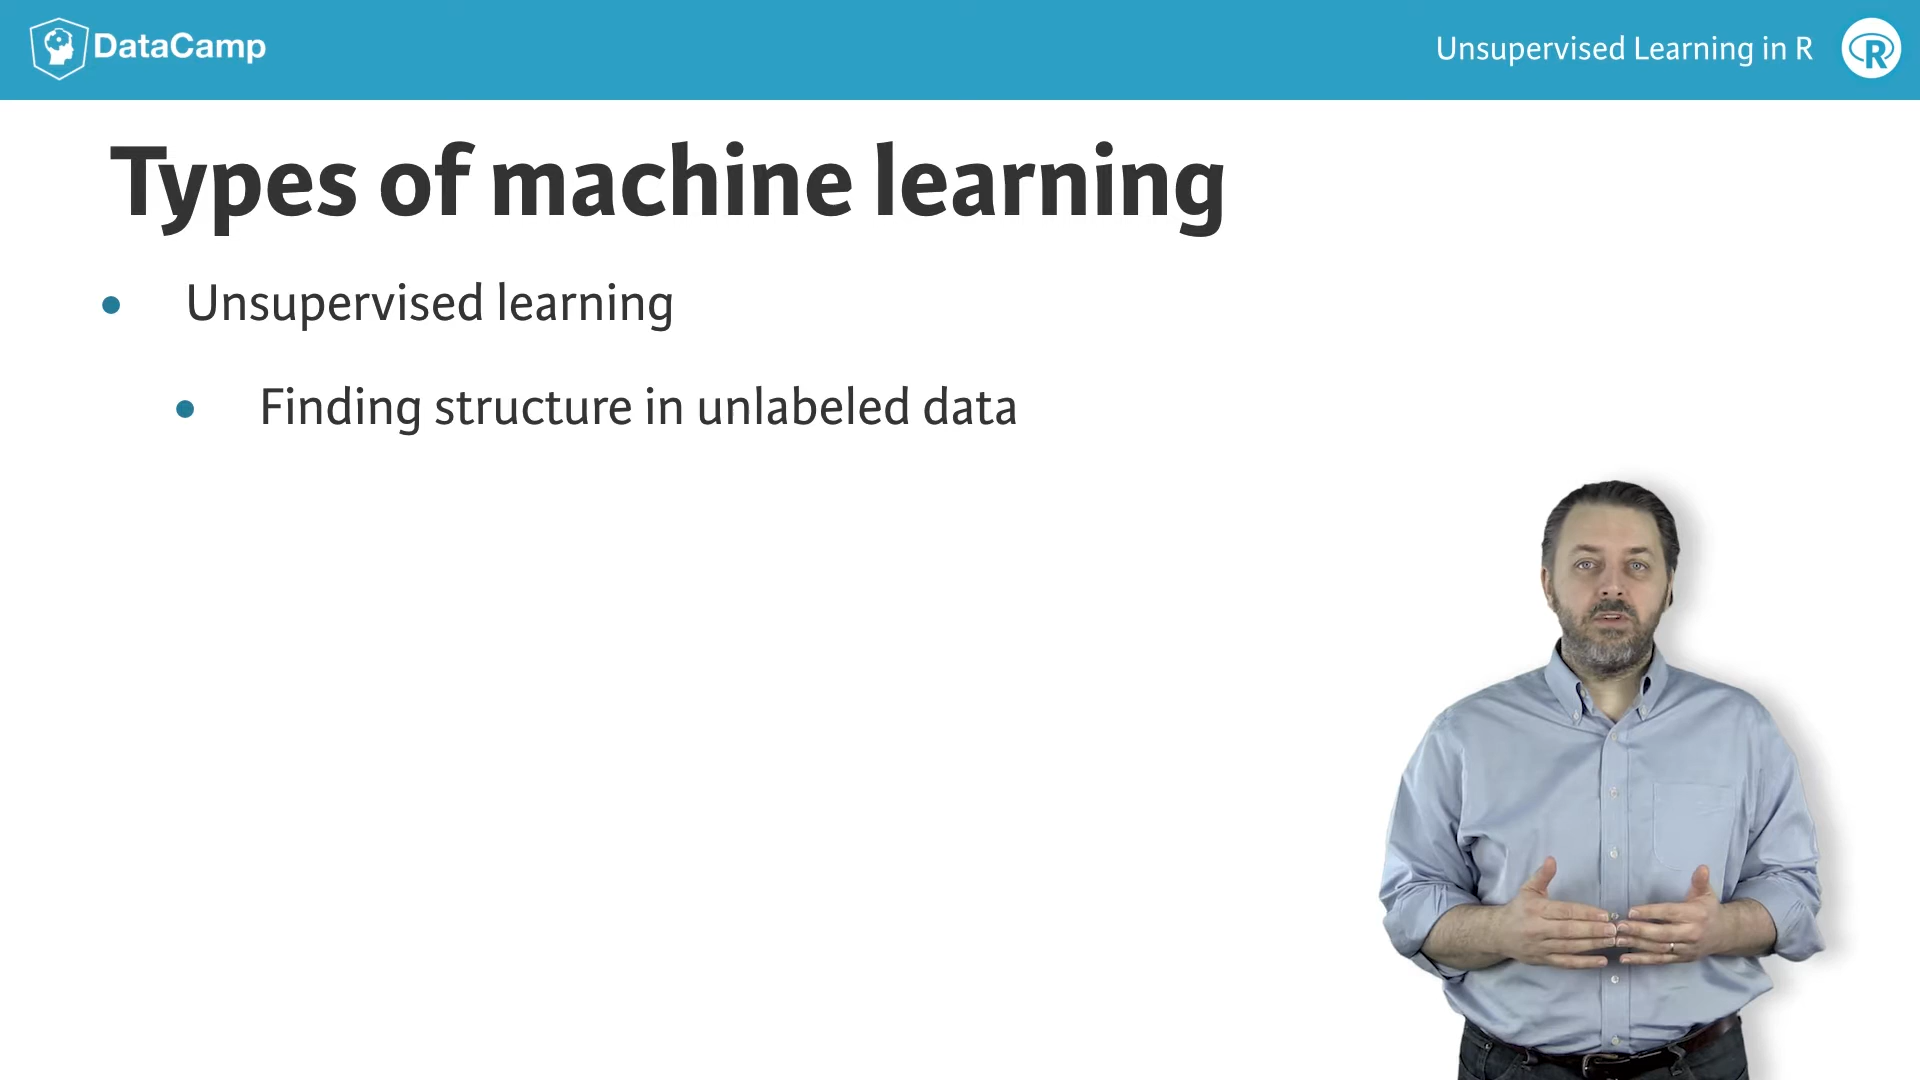 DataCamp
Unsupervised Learning in R
R
Types of machine learning
Unsupervised learning
Finding structure in unlabeled data